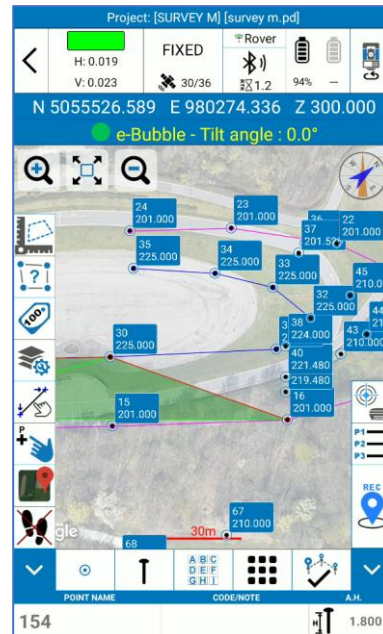 Project: [SURVEY M] [survey m.pd]
H: 0.019
V: 0.023
FIXED
30/36
Rover
1.2
94%
--
N 5055526.589 E 980274.336 Z 300.000
e-Bubble - Tilt angle : 0.0°
24
201.000
23
201.000
22
201.000
37
35
225.000
34
225.000
33
225.000
45
32
225.000
43
210.000
38
224.000
30
225.000
40
221.480
219.480
16
201.000
15
201.000
100°
?
P
P1
P2
P3
REC
67
210.000
30m
68
A B C
D E F
G H I
POINT NAME
CODE/NOTE
A.H.
154
H
1.800